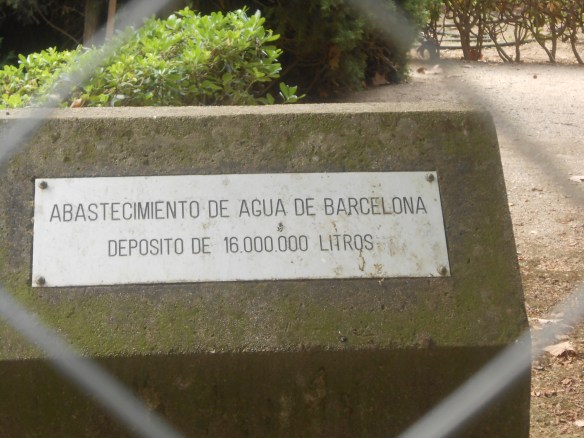 ABASTECIMIENTO DE AGUA DE BARCELONA
DEPOSITO DE 16.000.000 LITROS